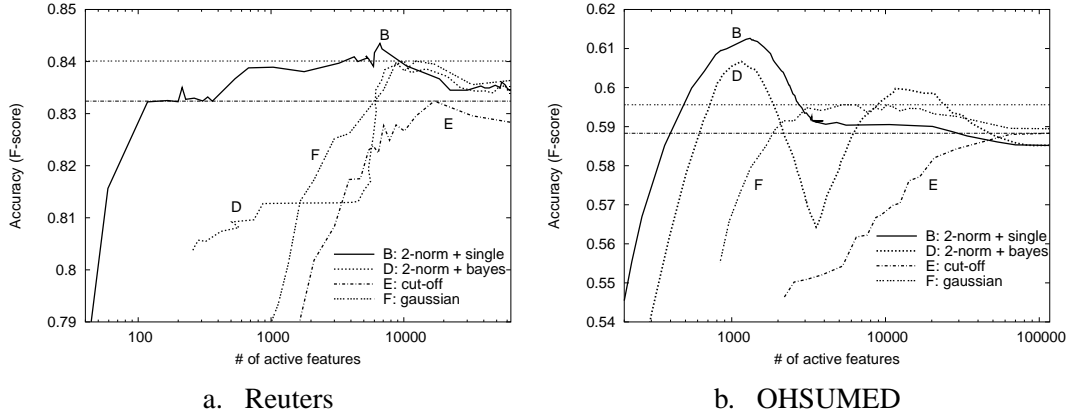 0.85
0.84
0.83
0.82
0.81
0.8
0.79
Accuracy (F-score)
100
1000
10000
# of active features
B
F
E
D
B: 2-norm + single
D: 2-norm + bayes
E: cut-off
F: gaussian
a. Reuters
0.62
0.61
0.6
0.59
0.58
0.57
0.56
0.55
0.54
Accuracy (F-score)
1000
10000
100000
# of active features
B
D
F
E
B: 2-norm + single
D: 2-norm + bayes
E: cut-off
F: gaussian
b. OHSUMED